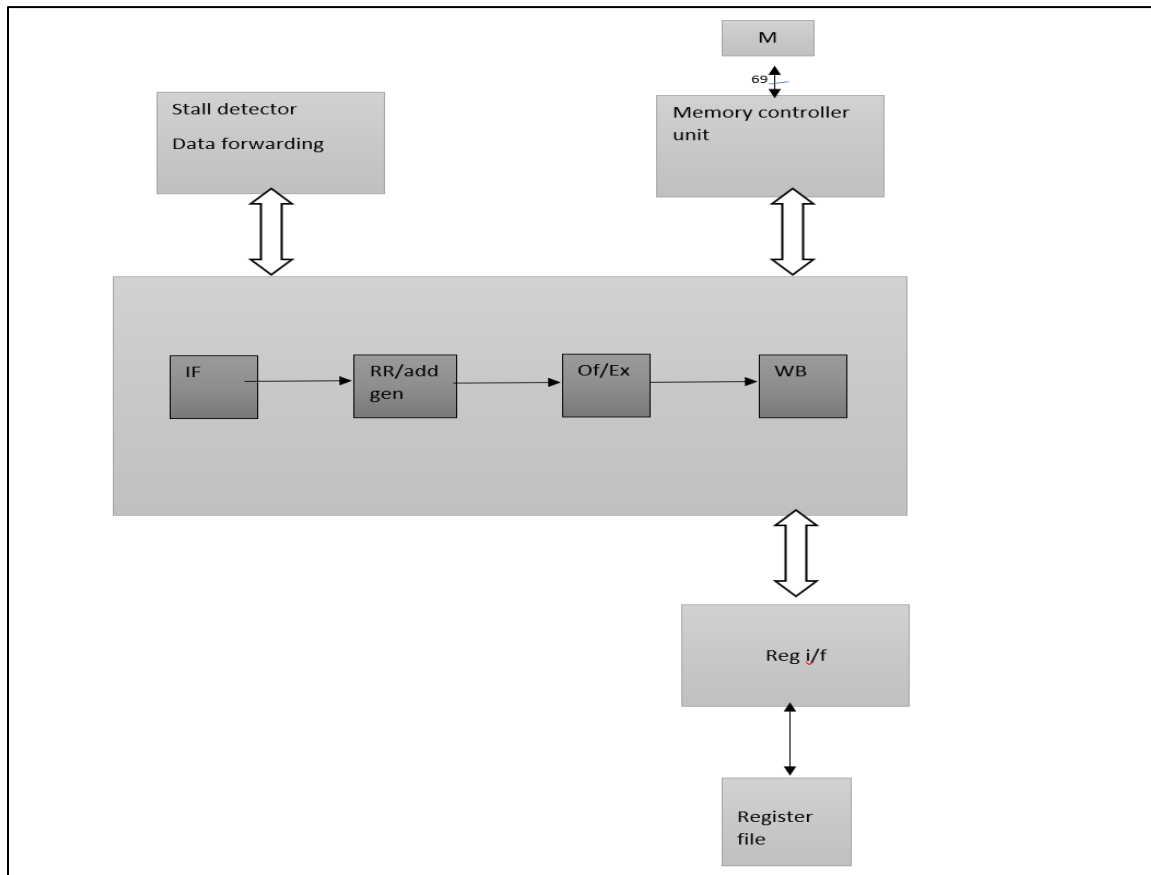 M
69
Stall detector
Data forwarding
Memory controller
unit
IF
RR/add
gen
Of/Ex
WB
Reg i/f
Register
file